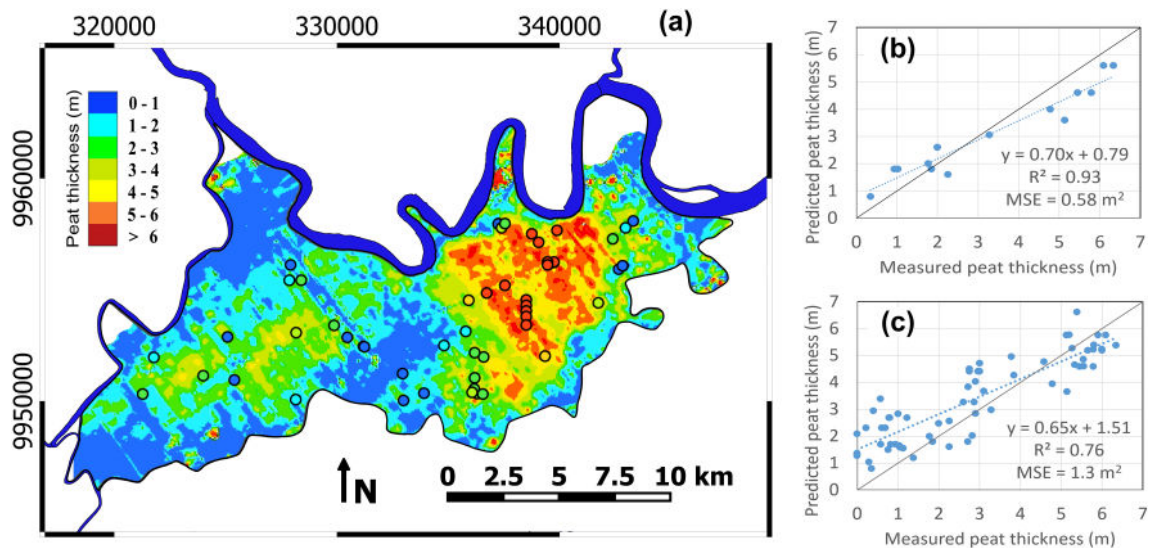 320000 330000 340000 (a)
Peat thickness (m)
0 - 1
1 - 2
2 - 3
3 - 4
4 - 5
5 - 6
> 6
9960000
9950000
N
0 2.5 5 7.5 10 km
(b)
Predicted peat thickness (m)
7
6
5
4
3
2
1
0
y = 0.70x + 0.79
R² = 0.93
MSE = 0.58 m²
0 1 2 3 4 5 6 7
Measured peat thickness (m)
(c)
Predicted peat thickness (m)
7
6
5
4
3
2
1
0
y = 0.65x + 1.51
R² = 0.76
MSE = 1.3 m²
0 1 2 3 4 5 6 7
Measured peat thickness (m)